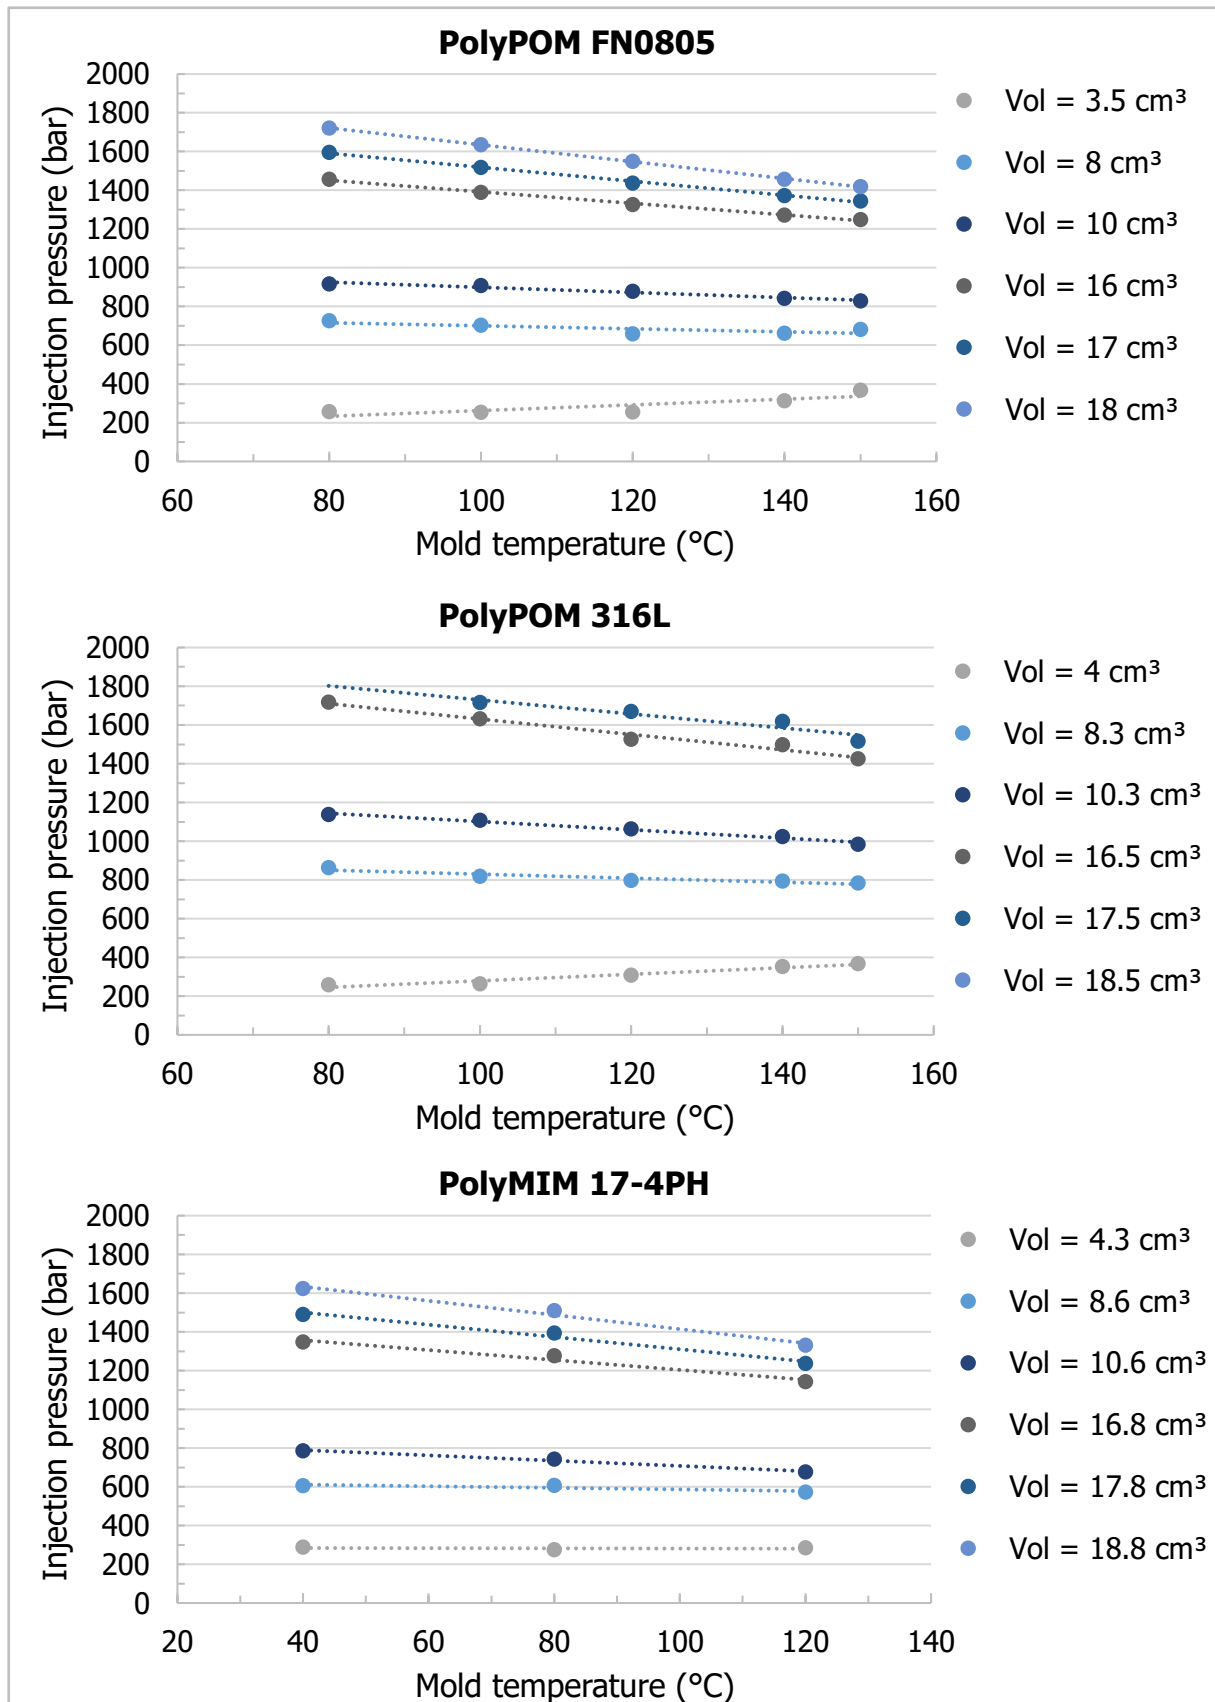 PolyPOM FN0805
Injection pressure (bar)
2000
1800
1600
1400
1200
1000
800
600
400
200
0
60 80 100 120 140 160
Mold temperature (°C)
Vol = 3.5 cm³
Vol = 8 cm³
Vol = 10 cm³
Vol = 16 cm³
Vol = 17 cm³
Vol = 18 cm³
PolyPOM 316L
Injection pressure (bar)
2000
1800
1600
1400
1200
1000
800
600
400
200
0
60 80 100 120 140 160
Mold temperature (°C)
Vol = 4 cm³
Vol = 8.3 cm³
Vol = 10.3 cm³
Vol = 16.5 cm³
Vol = 17.5 cm³
Vol = 18.5 cm³
PolyMIM 17-4PH
Injection pressure (bar)
2000
1800
1600
1400
1200
1000
800
600
400
200
0
20 40 60 80 100 120 140
Mold temperature (°C)
Vol = 4.3 cm³
Vol = 8.6 cm³
Vol = 10.6 cm³
Vol = 16.8 cm³
Vol = 17.8 cm³
Vol = 18.8 cm³